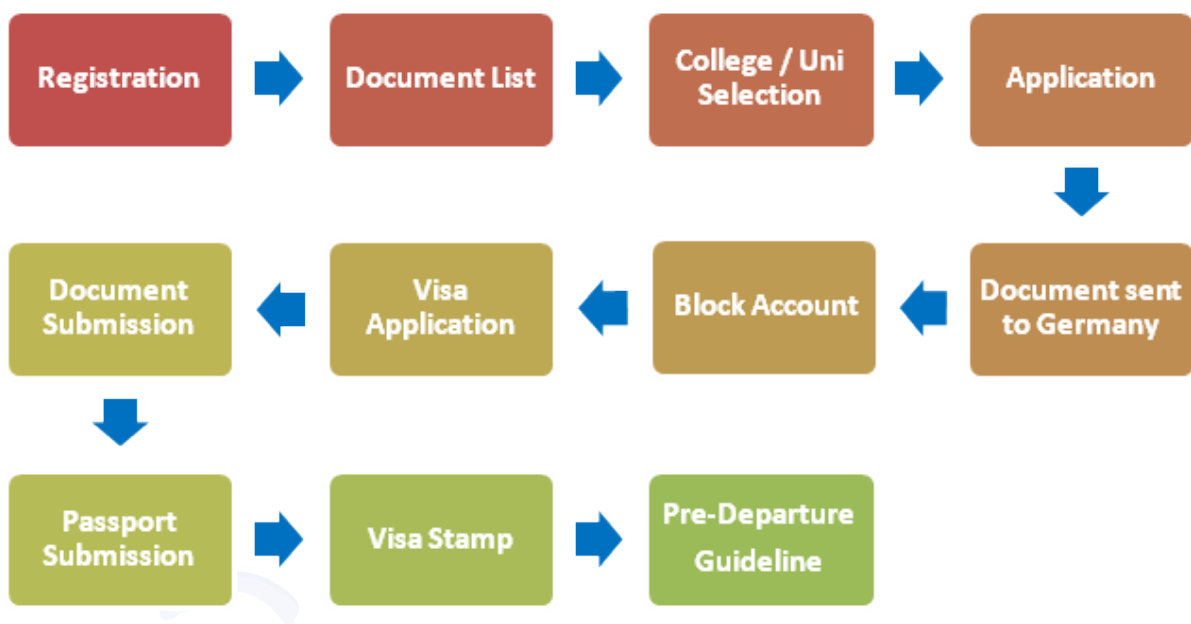 Registration
Document List
College / Uni
Selection
Application
Document sent
to Germany
Block Account
Visa
Application
Document
Submission
Passport
Submission
Visa Stamp
Pre-Departure
Guideline